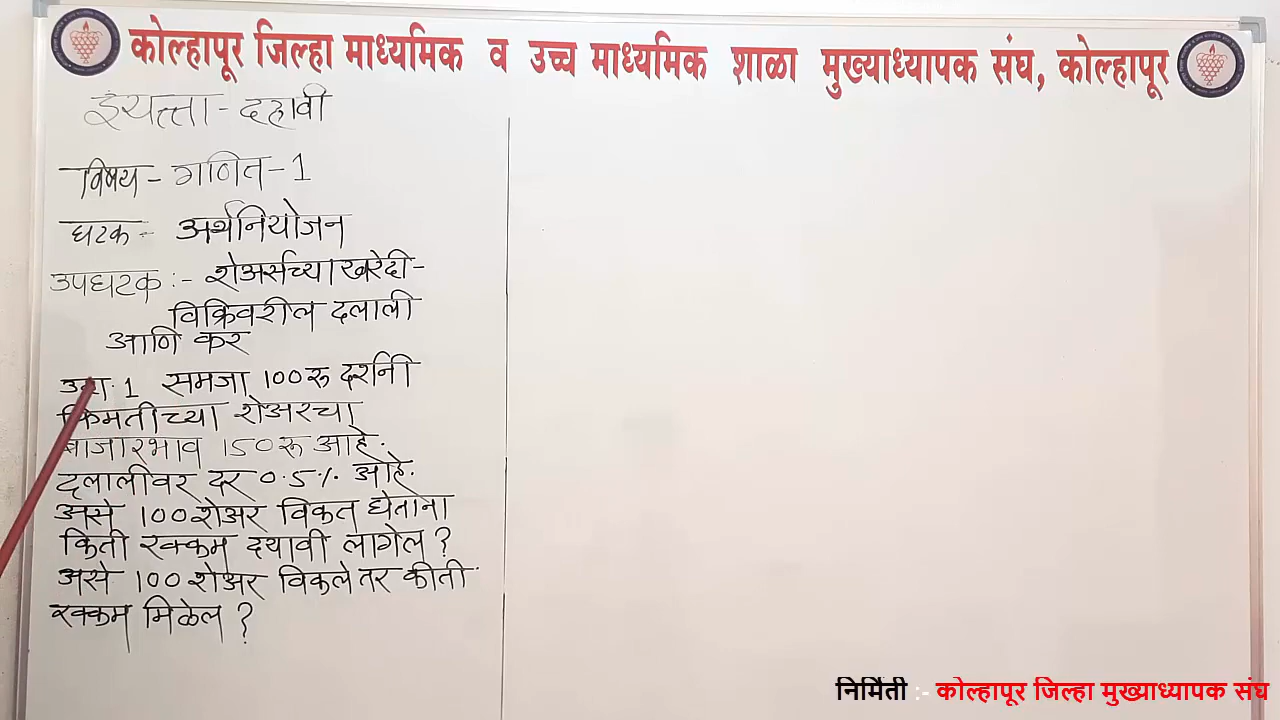 कोल्हापूर जिल्हा माध्यमिक व उच्च माध्यमिक शाळा मुख्याध्यापक संघ, कोल्हापूर
इयत्ता - दहावी
विषय - गणित - 1
घटक :- अर्थनियोजन
उपघटक :- शेअर्सच्या खरेदी-
विक्रिवरील दलाली
आणि कर
उदा. 1 समजा 100 रु दर्शनी
किमतीच्या शेअरचा
बाजारभाव 150 रु आहे.
दलालीवर दर 0.5% आहे.
असे 100 शेअर विकत घेताना
किती रक्कम दयावी लागेल ?
असे 100 शेअर विकले तर कीती
रक्कम मिळेल ?
निर्मिती :- कोल्हापूर जिल्हा मुख्याध्यापक संघ